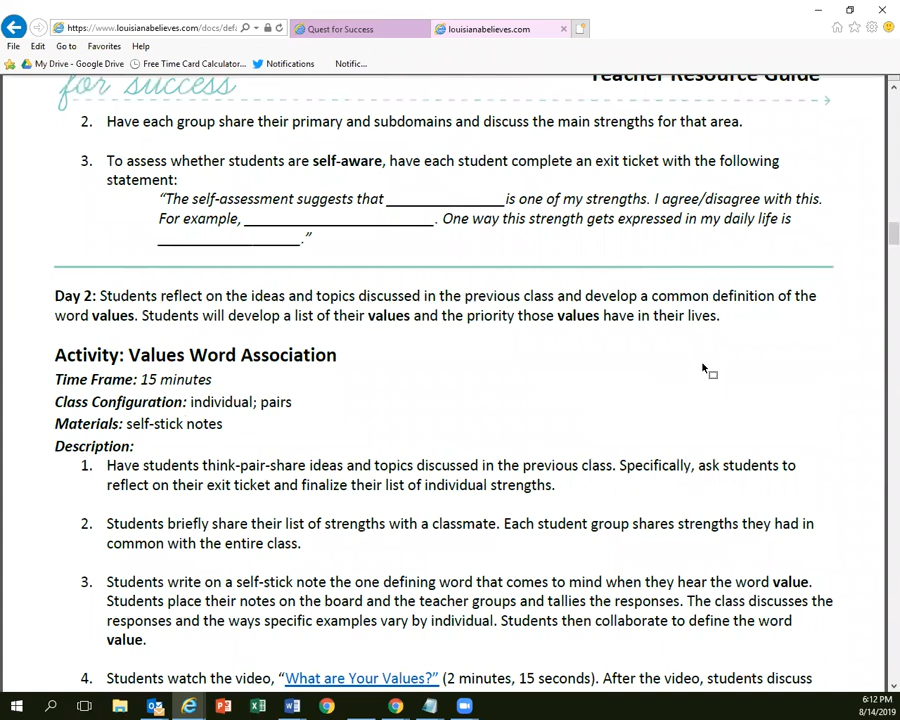 https://www.louisianabelieves.com/docs/defa
Quest for Success
louisianabelieves.com
File Edit Go to Favorites Help
My Drive - Google Drive Free Time Card Calculator... Notifications Notific...
for success Teacher Resource Guide
2. Have each group share their primary and subdomains and discuss the main strengths for that area.
3. To assess whether students are self-aware, have each student complete an exit ticket with the following
statement:
“The self-assessment suggests that ________________ is one of my strengths. I agree/disagree with this.
For example, __________________________. One way this strength gets expressed in my daily life is
____________________.”
Day 2: Students reflect on the ideas and topics discussed in the previous class and develop a common definition of the
word values. Students will develop a list of their values and the priority those values have in their lives.
Activity: Values Word Association
Time Frame: 15 minutes
Class Configuration: individual; pairs
Materials: self-stick notes
Description:
1. Have students think-pair-share ideas and topics discussed in the previous class. Specifically, ask students to
reflect on their exit ticket and finalize their list of individual strengths.
2. Students briefly share their list of strengths with a classmate. Each student group shares strengths they had in
common with the entire class.
3. Students write on a self-stick note the one defining word that comes to mind when they hear the word value.
Students place their notes on the board and the teacher groups and tallies the responses. The class discusses the
responses and the ways specific examples vary by individual. Students then collaborate to define the word
value.
4. Students watch the video, “What are Your Values?” (2 minutes, 15 seconds). After the video, students discuss
6:12 PM
8/14/2019